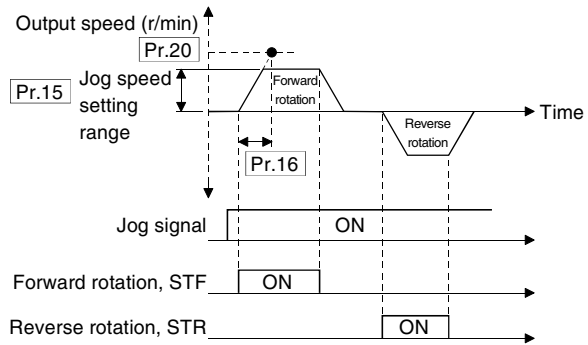 Output speed (r/min)
Pr.20
Pr.15
Jog speed
setting
range
Forward
rotation
Time
Reverse
rotation
Pr.16
Jog signal
ON
Forward rotation, STF
ON
Reverse rotation, STR
ON